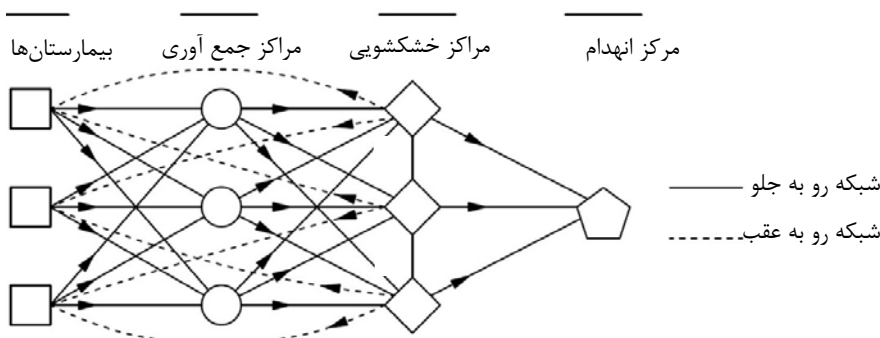 بیمارستان‌ها
مراکز جمع آوری
مراکز خشکشویی
مرکز انهدام
شبکه رو به جلو
شبکه رو به عقب